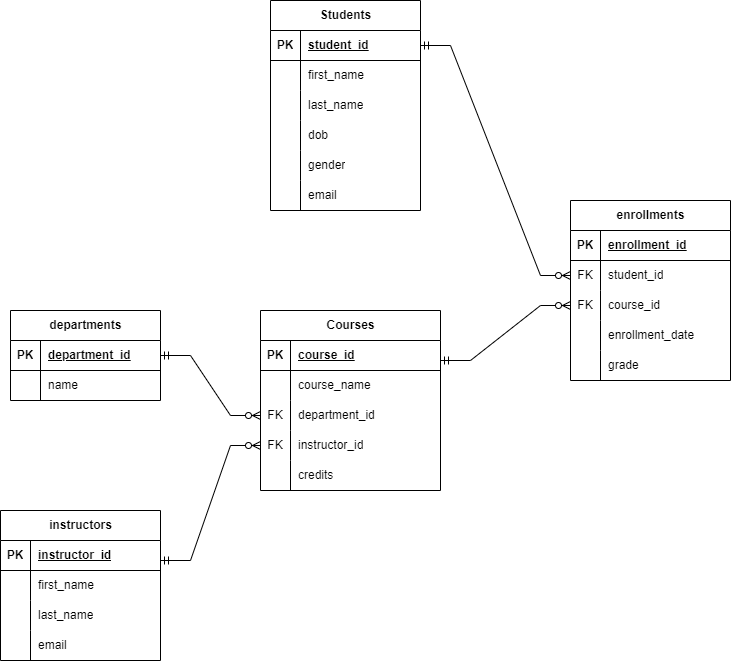 Students
PK student_id
first_name
last_name
dob
gender
email
enrollments
PK enrollment_id
FK student_id
FK course_id
enrollment_date
grade
departments
PK department_id
name
Courses
PK course_id
course_name
FK department_id
FK instructor_id
credits
instructors
PK instructor_id
first_name
last_name
email